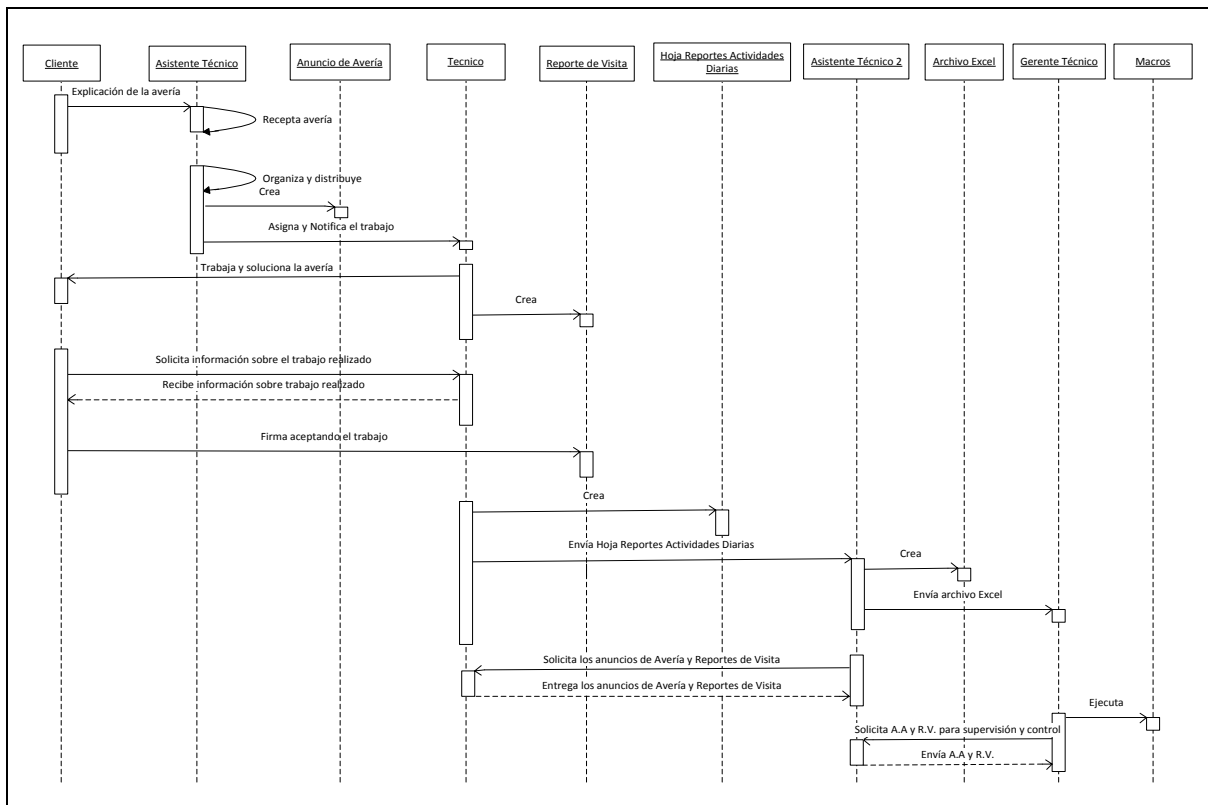 Cliente
Asistente Técnico
Anuncio de Avería
Tecnico
Reporte de Visita
Hoja Reportes Actividades
Diarias
Asistente Técnico 2
Archivo Excel
Gerente Técnico
Macros
Explicación de la avería
Recepta avería
Organiza y distribuye
Crea
Asigna y Notifica el trabajo
Trabaja y soluciona la avería
Crea
Solicita información sobre el trabajo realizado
Recibe información sobre trabajo realizado
Firma aceptando el trabajo
Crea
Envía Hoja Reportes Actividades Diarias
Crea
Envía archivo Excel
Solicita los anuncios de Avería y Reportes de Visita
Entrega los anuncios de Avería y Reportes de Visita
Ejecuta
Solicita A.A y R.V. para supervisión y control
Envía A.A y R.V.